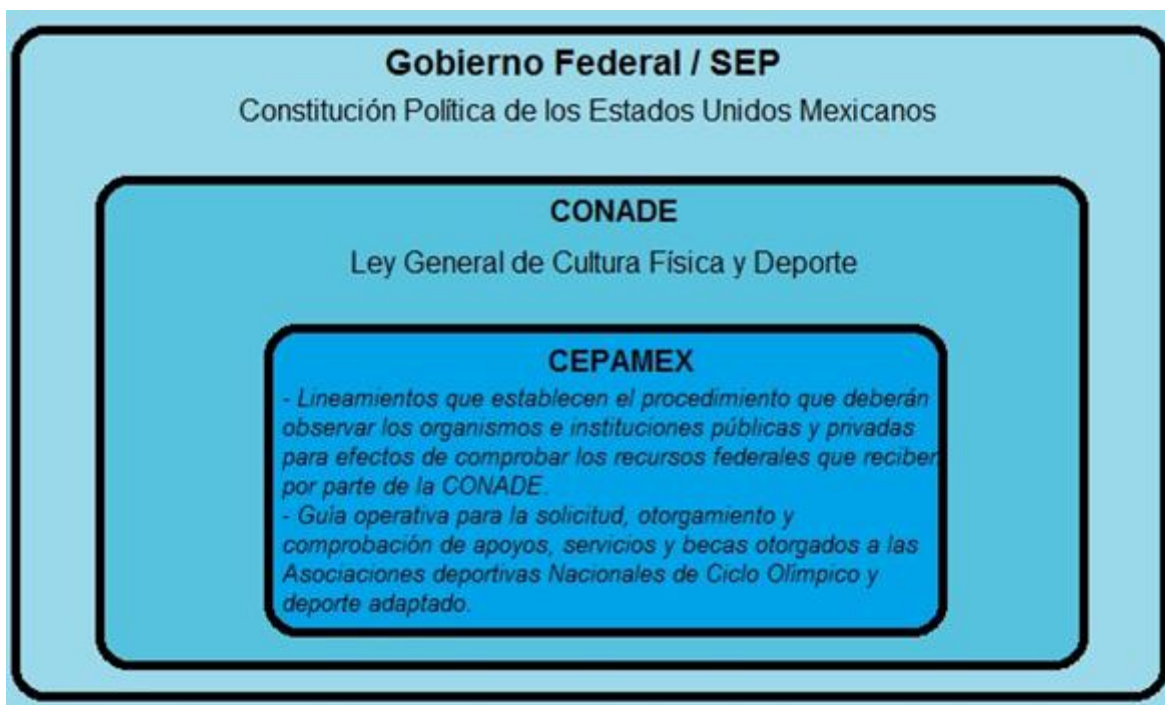 Gobierno Federal / SEP
Constitución Política de los Estados Unidos Mexicanos
CONADE
Ley General de Cultura Física y Deporte
CEPAMEX
- Lineamientos que establecen el procedimiento que deberán
observar los organismos e instituciones públicas y privadas
para efectos de comprobar los recursos federales que reciben
por parte de la CONADE.
- Guía operativa para la solicitud, otorgamiento y
comprobación de apoyos, servicios y becas otorgados a las
Asociaciones deportivas Nacionales de Ciclo Olímpico y
deporte adaptado.